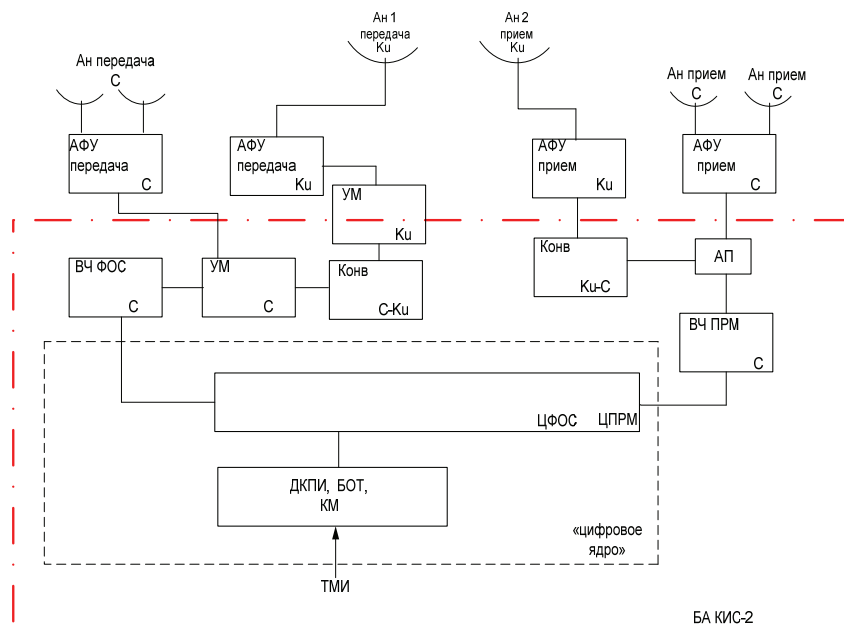 Ан 1
передача
Ku
Ан 2
прием
Ku
Ан передача
С
Ан прием
С
Ан прием
С
АФУ
передача
С
АФУ
передача
Ku
АФУ
прием
Ku
АФУ
прием
С
УМ
Ku
ВЧ ФОС
С
УМ
С
Конв
C-Ku
Конв
Ku-C
АП
ВЧ ПРМ
С
ЦФОС ЦПРМ
ДКПИ, БОТ,
КМ
«цифровое
ядро»
ТМИ
БА КИС-2